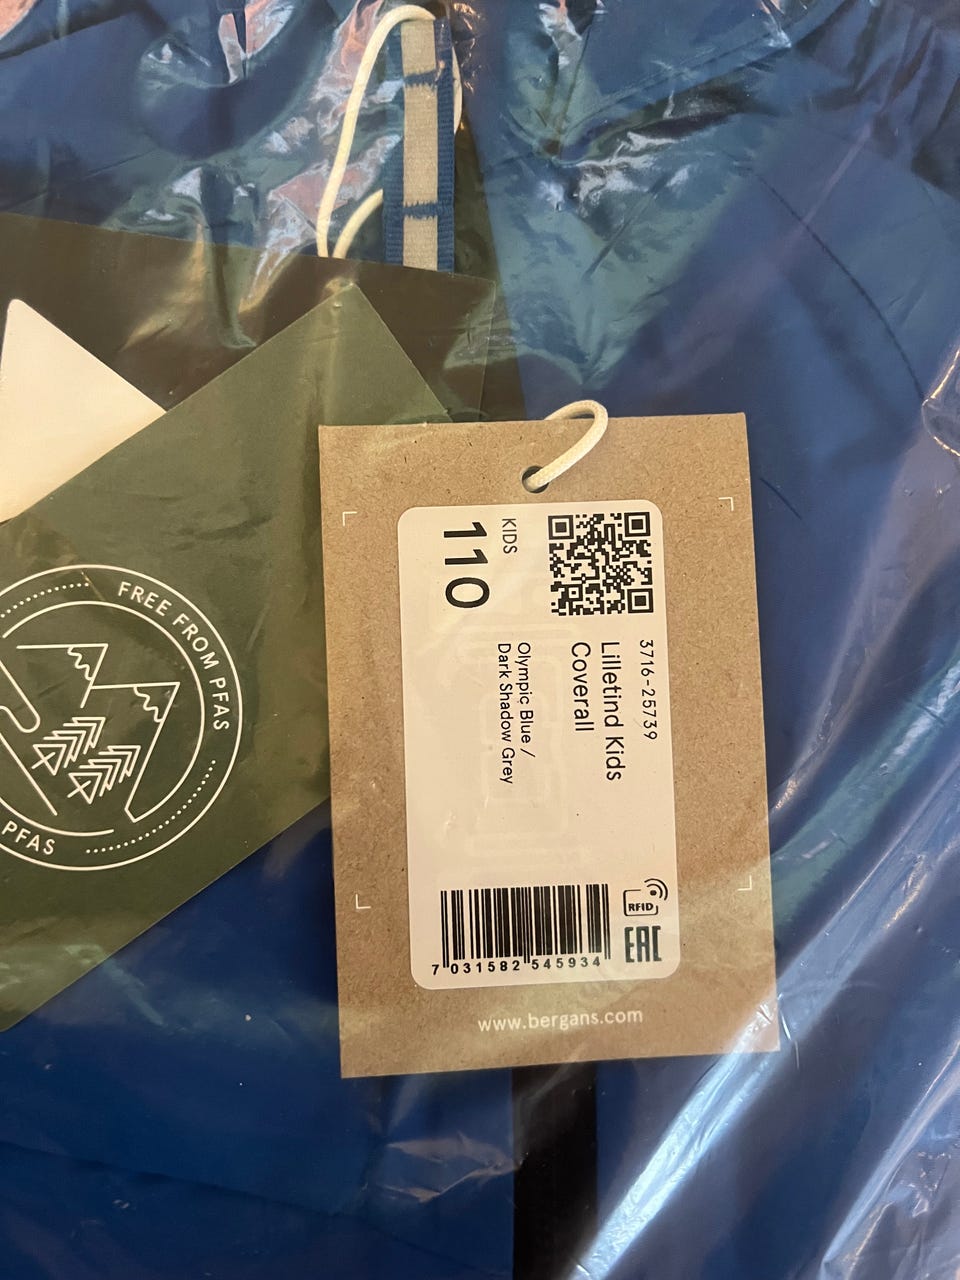 3716-25739
Lilletind Kids
Coverall
KIDS
110
Olympic Blue /
Dark Shadow Grey
RFID
EAC
7 031582 545934
www.bergans.com
FREE FROM PFAS
PFAS